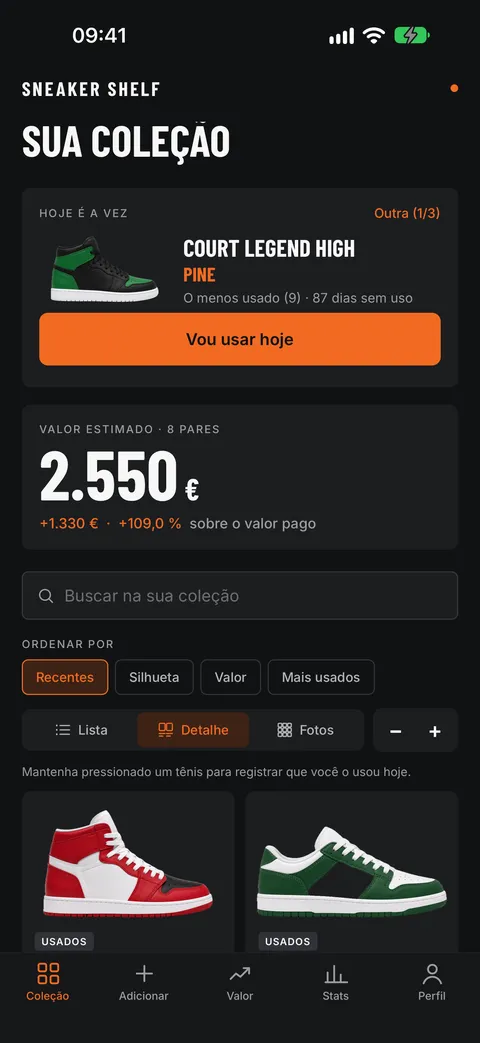 09:41
SNEAKER SHELF
SUA COLEÇÃO
HOJE É A VEZ
Outra (1/3)
COURT LEGEND HIGH
PINE
O menos usado (9) · 87 dias sem uso
Vou usar hoje
VALOR ESTIMADO · 8 PARES
2.550 €
+1.330 € · +109,0 % sobre o valor pago
Buscar na sua coleção
ORDENAR POR
Recentes Silhueta Valor Mais usados
Lista Detalhe Fotos − +
Mantenha pressionado um tênis para registrar que você o usou hoje.
USADOS USADOS
Coleção Adicionar Valor Stats Perfil